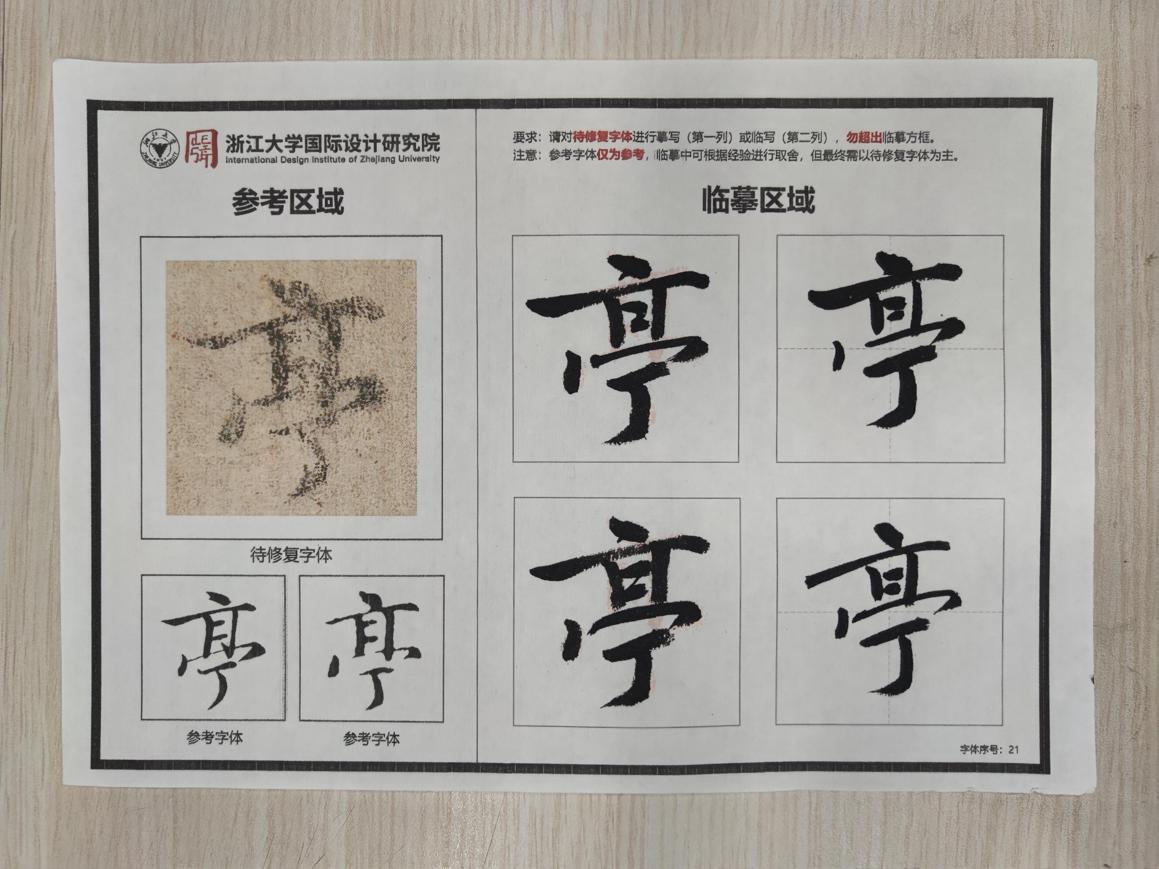 浙江大学国际设计研究院
International Design Institute of Zhejiang University
参考区域
亭
待修复字体
亭 亭
参考字体 参考字体
要求：请对待修复字体进行摹写（第一列）或临写（第二列），勿超出临摹方框。
注意：参考字体仅为参考，临摹中可根据经验进行取舍，但最终需以待修复字体为主。
临摹区域
亭 亭
亭 亭
字体序号：21